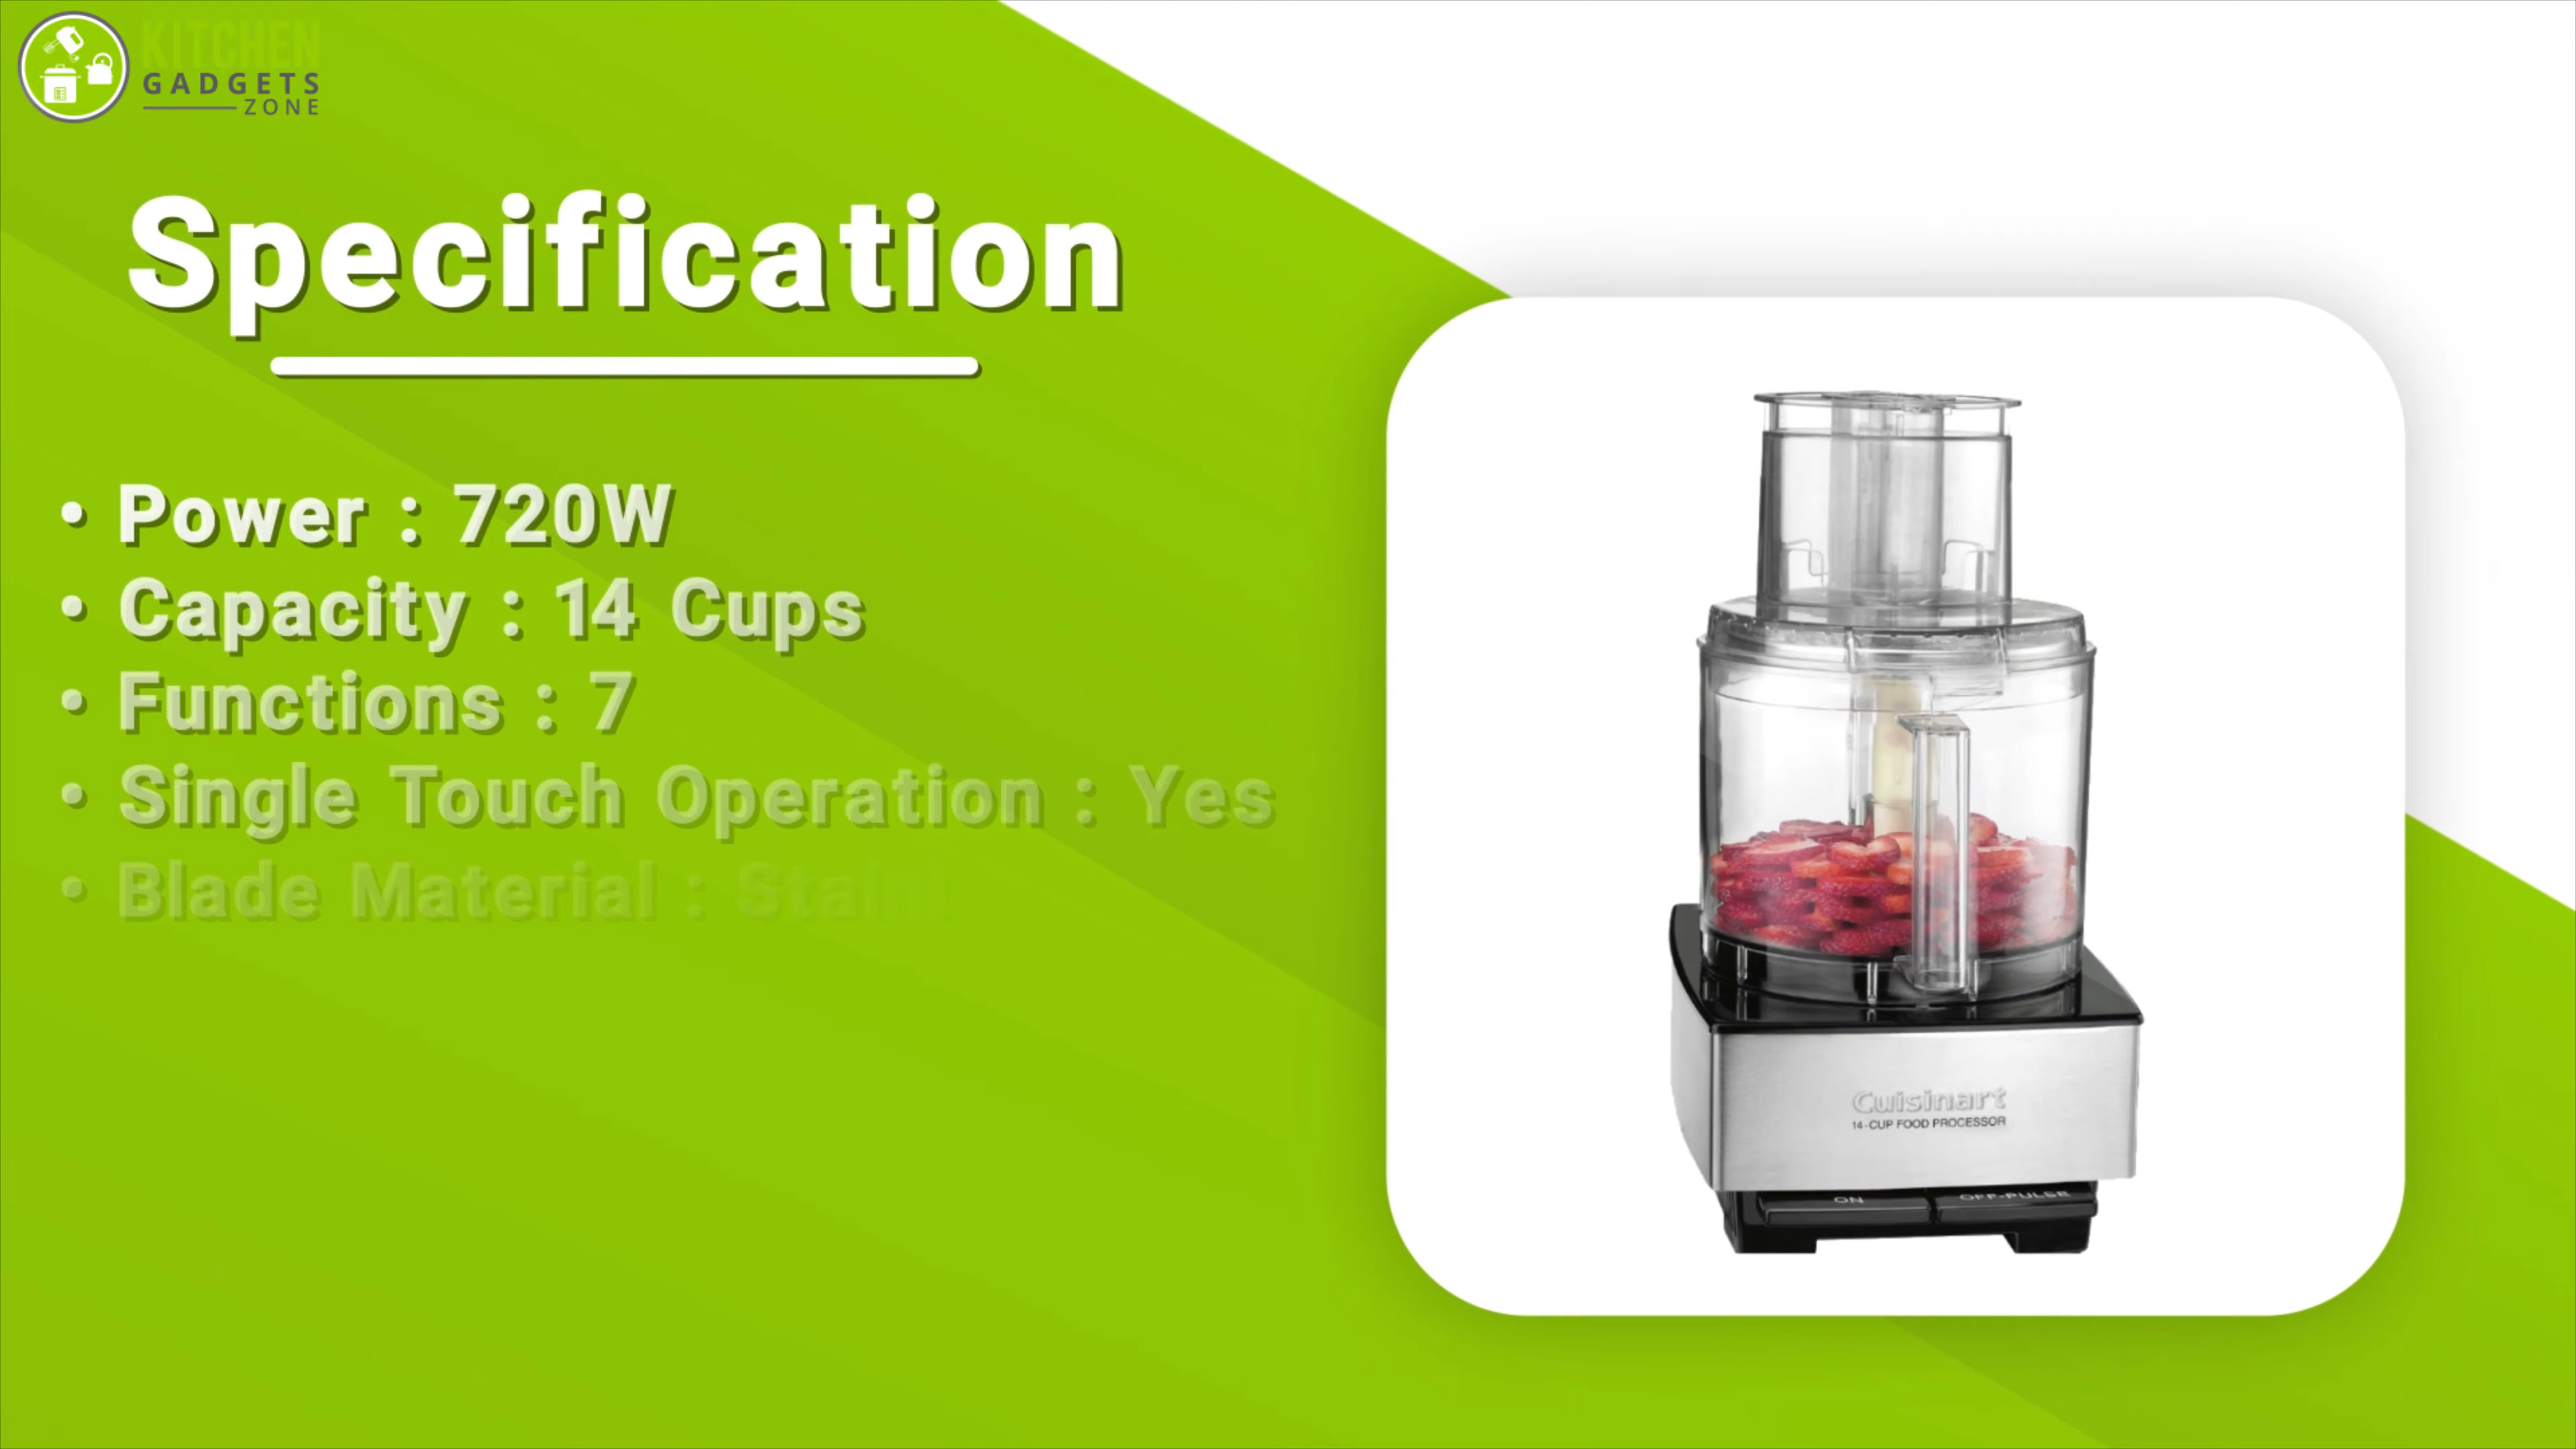 KITCHEN
GADGETS
ZONE
Specification
• Power : 720W
• Capacity : 14 Cups
• Functions : 7
• Single Touch Operation : Yes
• Blade Material : Stainl
Cuisinart
14-CUP FOOD PROCESSOR
ON OFF-PULSE